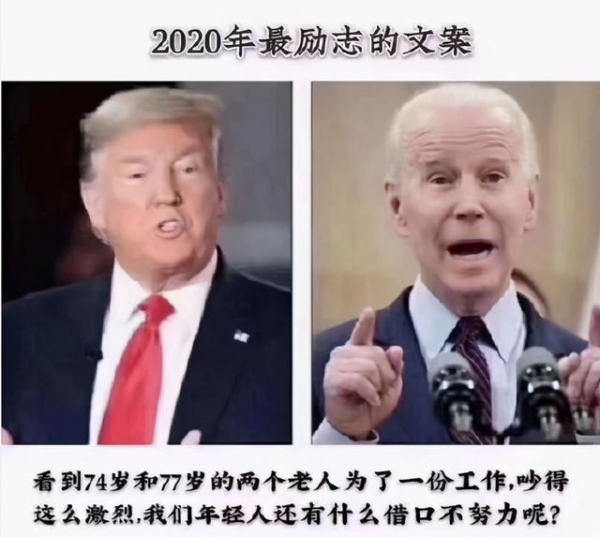 2020年最励志的文案
看到74岁和77岁的两个老人为了一份工作,吵得
这么激烈,我们年轻人还有什么借口不努力呢?